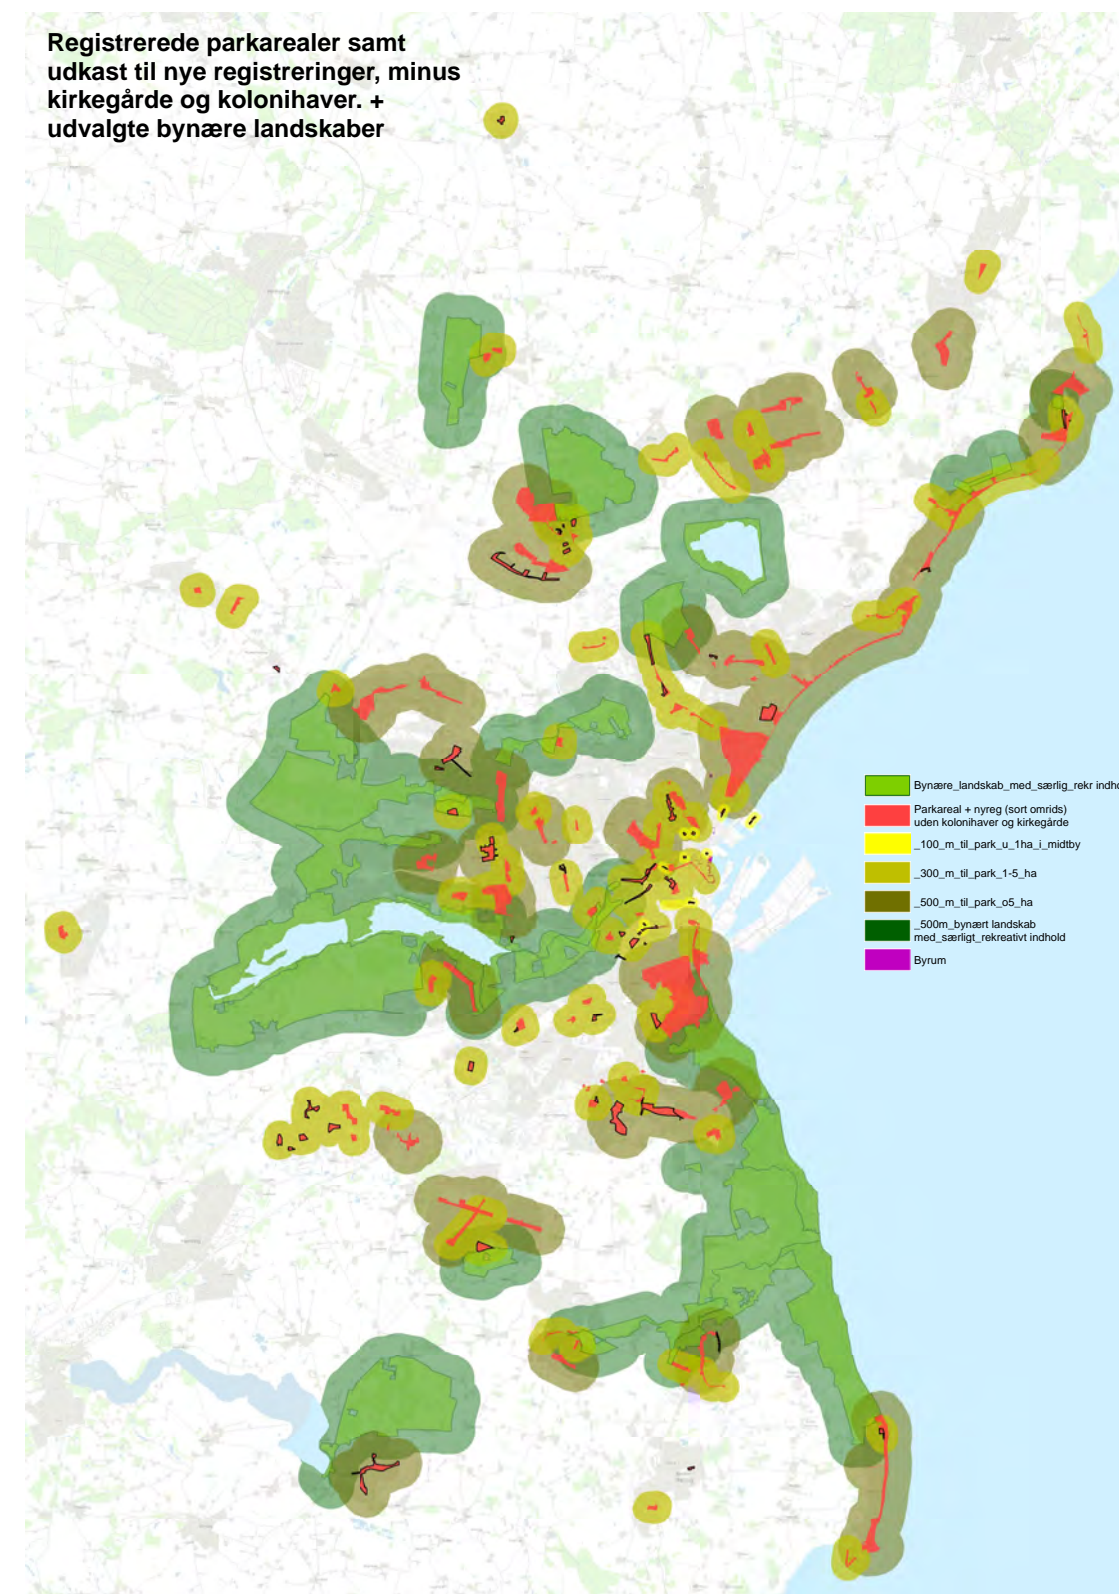 Registrerede parkarealer samt
udkast til nye registreringer, minus
kirkegårde og kolonihaver. +
udvalgte bynære landskaber
Bynære_landskab_med_særlig_rekr indho
Parkareal + nyreg (sort omrids)
uden kolonihaver og kirkegårde
_100_m_til_park_u_1ha_i_midtby
_300_m_til_park_1-5_ha
_500_m_til_park_o5_ha
_500m_bynært landskab
med_særligt_rekreativt indhold
Byrum